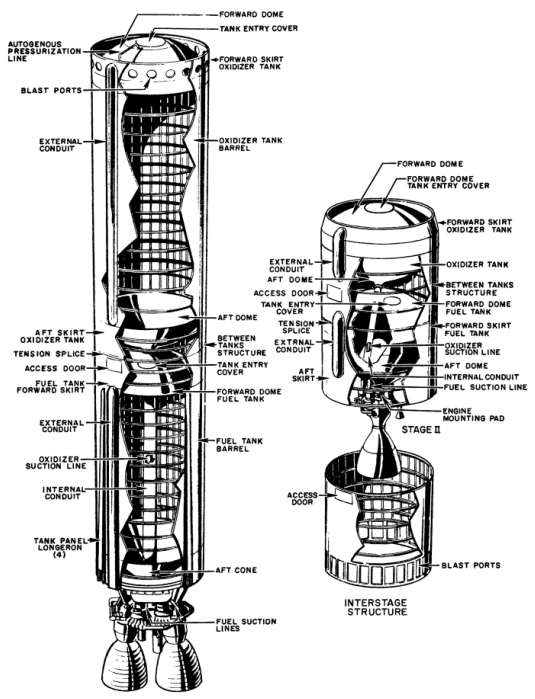 FORWARD DOME
TANK ENTRY COVER
AUTOGENOUS
PRESSURIZATION
LINE
FORWARD SKIRT
OXIDIZER TANK
BLAST PORTS
EXTERNAL
CONDUIT
OXIDIZER TANK
BARREL
AFT DOME
AFT SKIRT
OXIDIZER TANK
BETWEEN
TANKS
STRUCTURE
TENSION SPLICE
ACCESS DOOR
TANK ENTRY
COVER
FUEL TANK
FORWARD SKIRT
FORWARD DOME
FUEL TANK
EXTERNAL
CONDUIT
FUEL TANK
BARREL
OXIDIZER
SUCTION LINE
INTERNAL
CONDUIT
TANK PANEL
LONGERON
(4)
AFT CONE
FUEL SUCTION
LINES
FORWARD DOME
FORWARD DOME
TANK ENTRY COVER
FORWARD SKIRT
OXIDIZER TANK
EXTERNAL
CONDUIT
OXIDIZER TANK
AFT DOME
ACCESS DOOR
BETWEEN TANKS
STRUCTURE
TANK ENTRY
COVER
FORWARD DOME
FUEL TANK
TENSION
SPLICE
FORWARD SKIRT
FUEL TANK
EXTRNAL
CONDUIT
OXIDIZER
SUCTION LINE
AFT DOME
AFT
SKIRT
INTERNAL CONDUIT
FUEL SUCTION LINE
ENGINE
MOUNTING PAD
STAGE II
ACCESS
DOOR
BLAST PORTS
INTERSTAGE
STRUCTURE